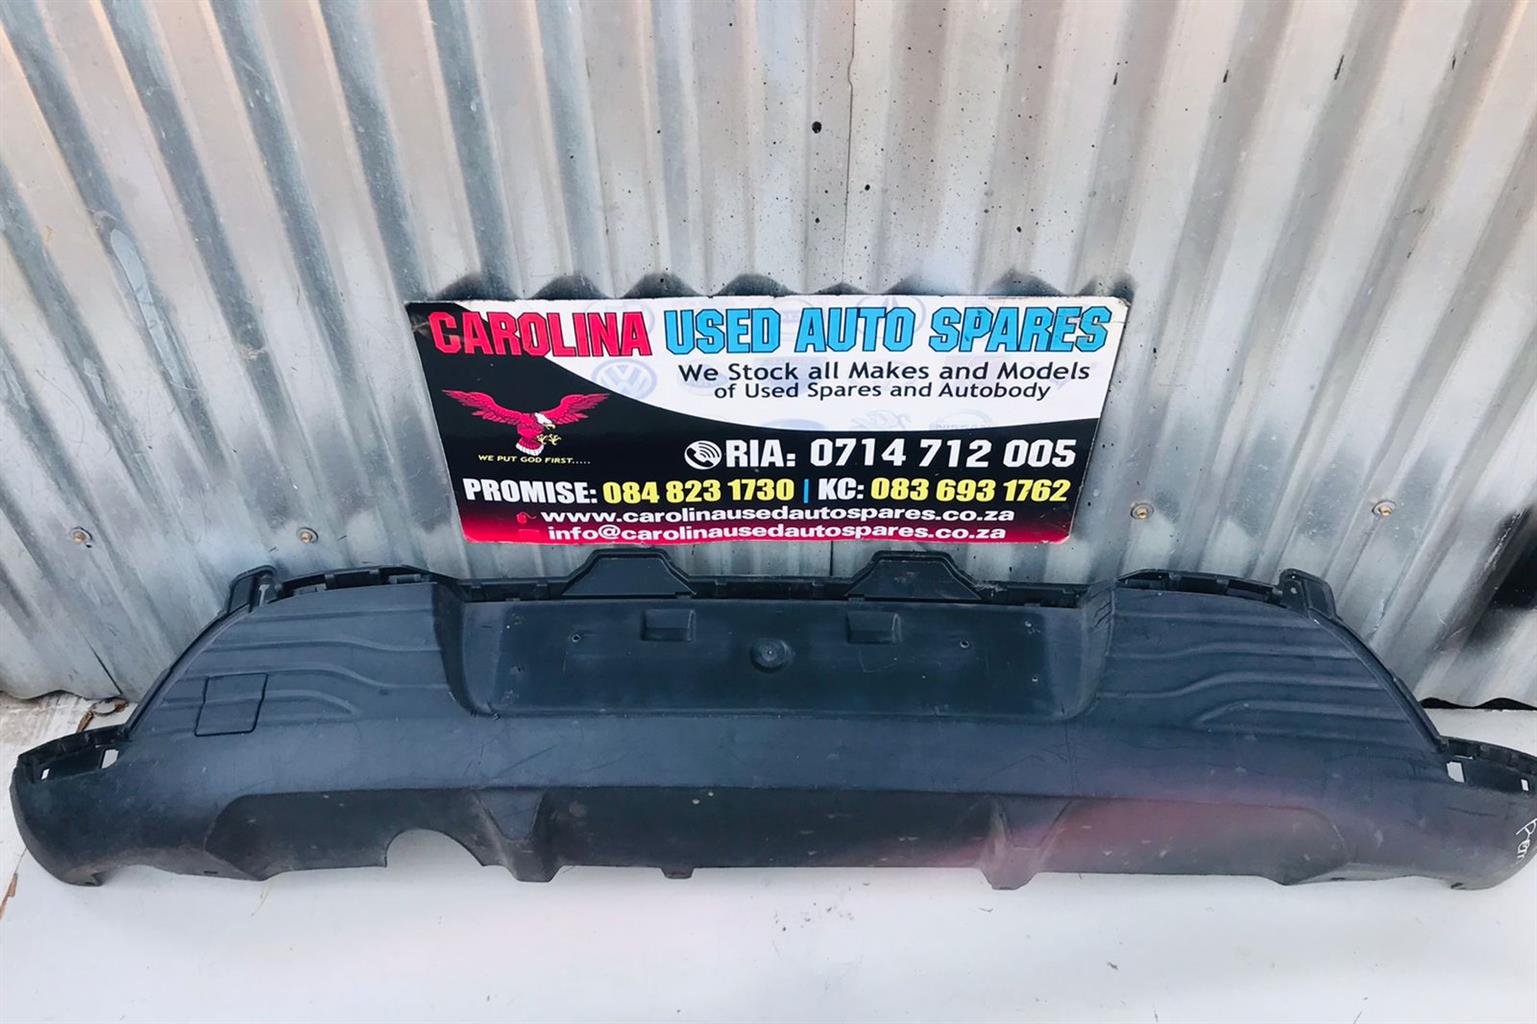 CAROLINA USED AUTO SPARES
We Stock all Makes and Models
of Used Spares and Autobody
WE PUT GOD FIRST.....
RIA: 0714 712 005
PROMISE: 084 823 1730 | KC: 083 693 1762
www.carolinausedautospares.co.za
info@carolinausedautospares.co.za